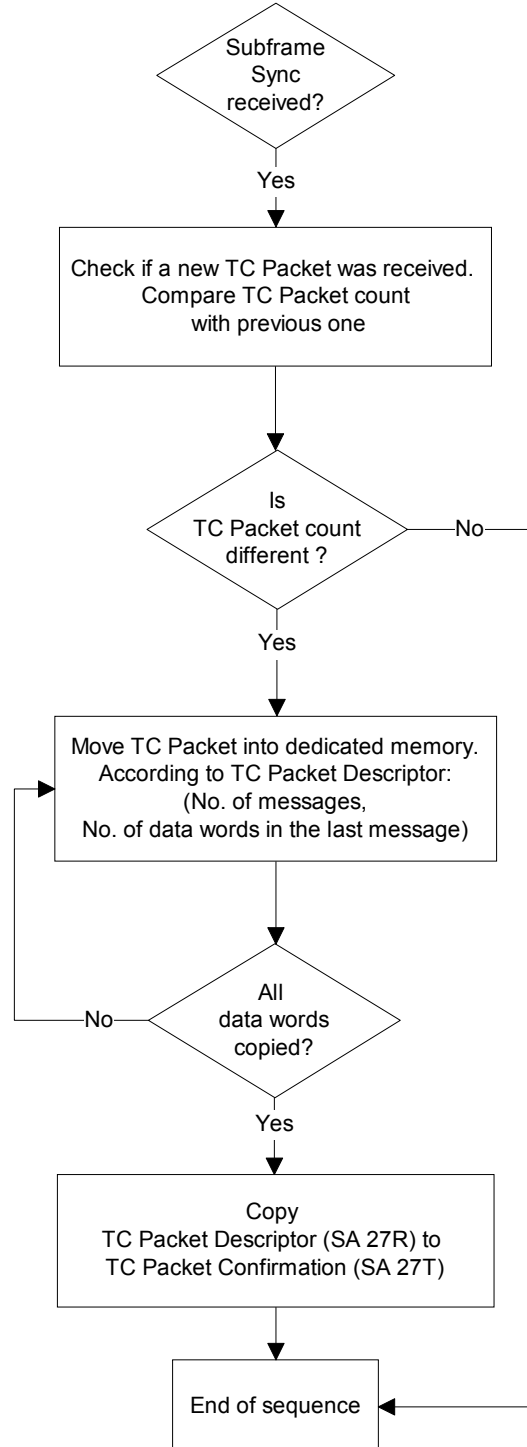 Subframe
Sync
received?
Yes
Check if a new TC Packet was received.
Compare TC Packet count
with previous one
Is
TC Packet count
different ?
No
Yes
Move TC Packet into dedicated memory.
According to TC Packet Descriptor:
(No. of messages,
No. of data words in the last message)
All
data words
copied?
No
Yes
Copy
TC Packet Descriptor (SA 27R) to
TC Packet Confirmation (SA 27T)
End of sequence